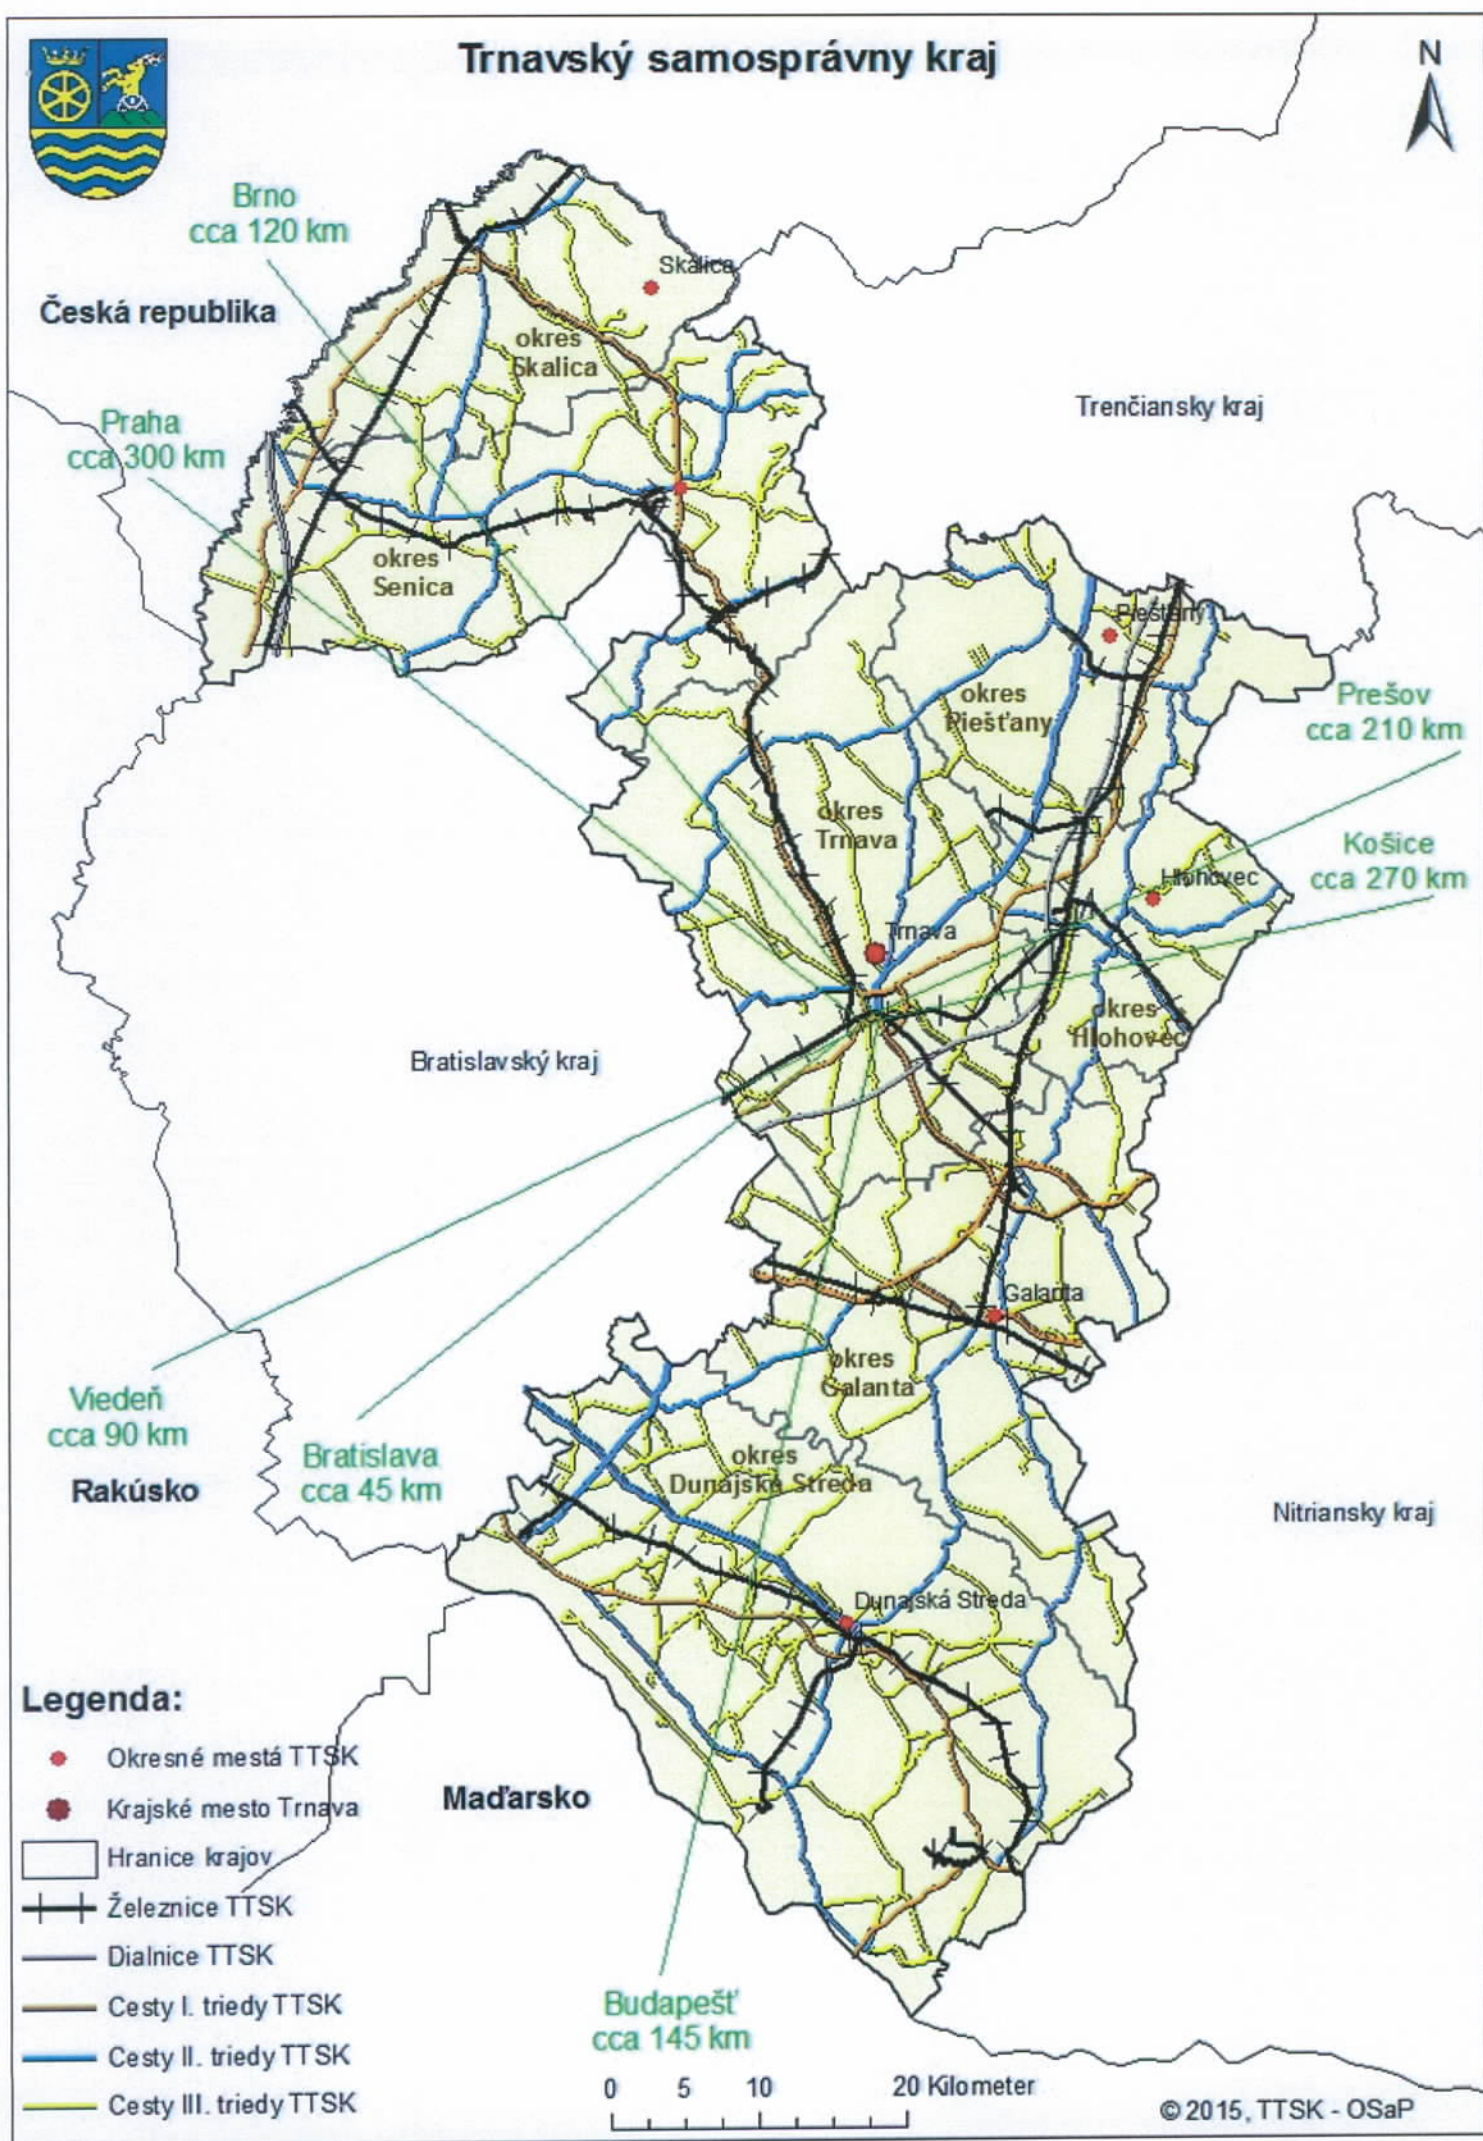 Trnavský samosprávny kraj
N
Brno
cca 120 km
Skalica
Česká republika
okres
Skalica
Trenčiansky kraj
Praha
cca 300 km
okres
Senica
Piešťany
okres
Piešťany
Prešov
cca 210 km
okres
Trnava
Košice
cca 270 km
Hlohovec
Trnava
okres
Hlohovec
Bratislavský kraj
Galanta
okres
Galanta
Viedeň
cca 90 km
Bratislava
cca 45 km
okres
Dunajská Streda
Rakúsko
Nitriansky kraj
Dunajská Streda
Legenda:
Okresné mestá TTSK
Krajské mesto Trnava
Hranice krajov
Železnice TTSK
Dialnice TTSK
Cesty I. triedy TTSK
Cesty II. triedy TTSK
Cesty III. triedy TTSK
Maďarsko
Budapešť
cca 145 km
0 5 10 20 Kilometer
© 2015, TTSK - OSaP